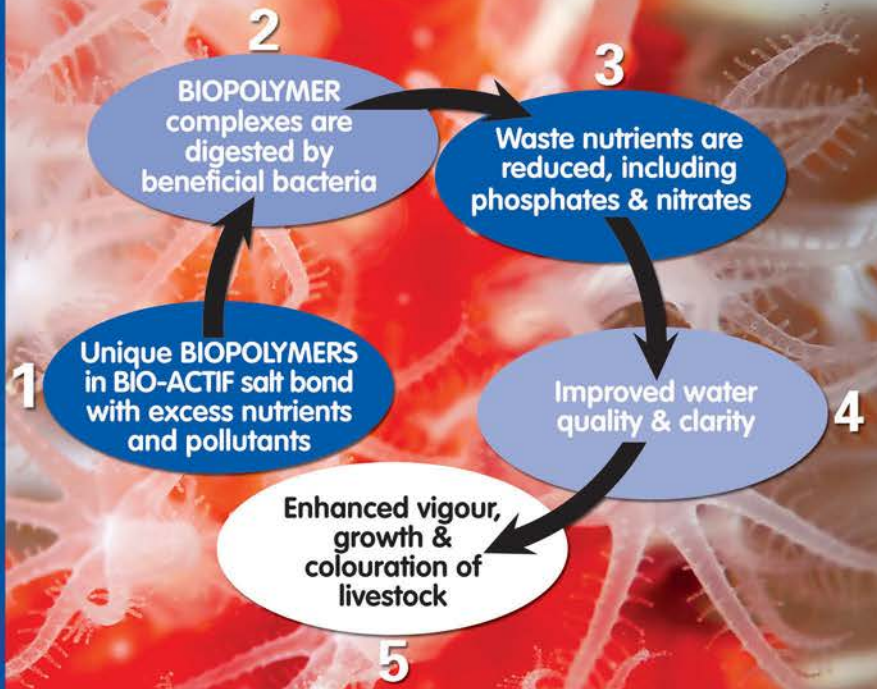 1
Unique BIOPOLYMERS
in BIO-ACTIF salt bond
with excess nutrients
and pollutants
2
BIOPOLYMER
complexes are
digested by
beneficial bacteria
3
Waste nutrients are
reduced, including
phosphates & nitrates
4
Improved water
quality & clarity
Enhanced vigour,
growth &
colouration of
livestock
5